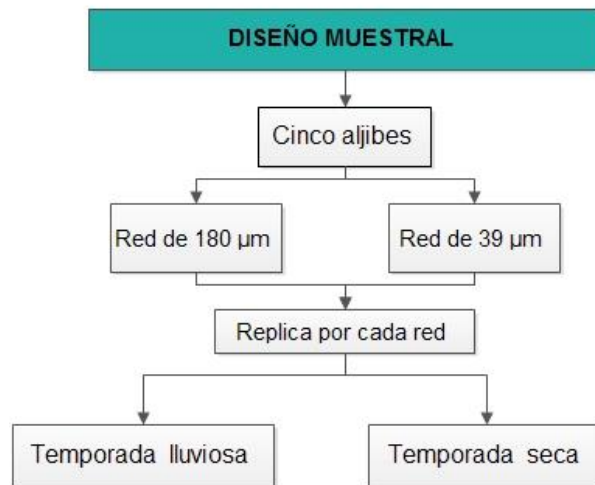 DISEÑO MUESTRAL
Cinco aljibes
Red de 180 µm
Red de 39 µm
Replica por cada red
Temporada lluviosa
Temporada seca